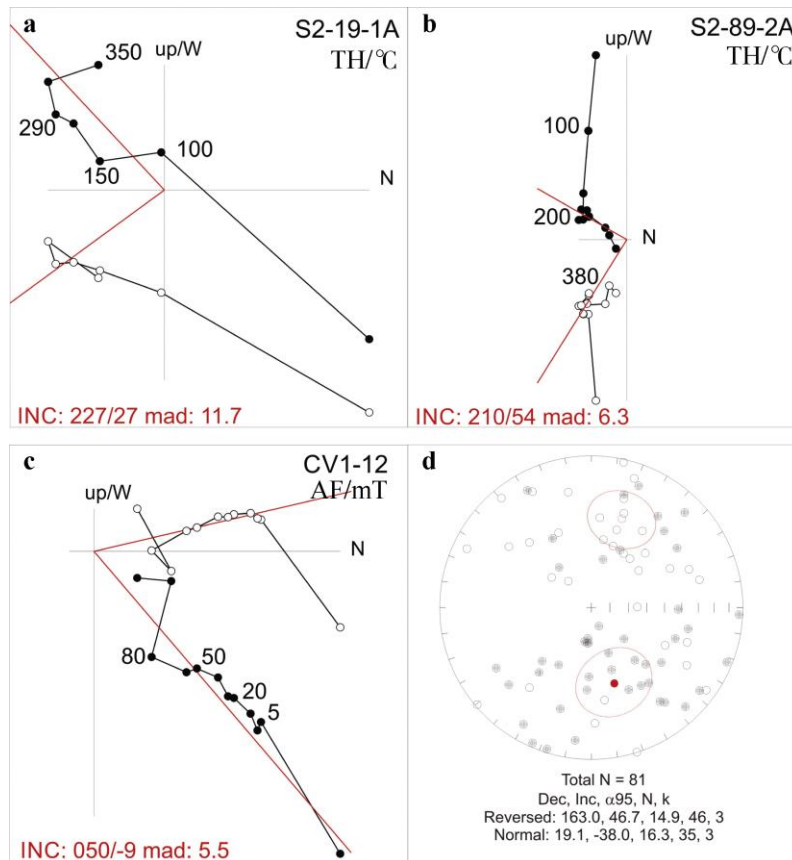 a
S2-19-1A
TH/°C
up/W
350
290
150
100
N
INC: 227/27 mad: 11.7
b
S2-89-2A
TH/°C
up/W
100
200
N
380
INC: 210/54 mad: 6.3
c
CV1-12
AF/mT
up/W
N
80
50
20
5
INC: 050/-9 mad: 5.5
d
Total N = 81
Dec, Inc, α95, N, k
Reversed: 163.0, 46.7, 14.9, 46, 3
Normal: 19.1, -38.0, 16.3, 35, 3